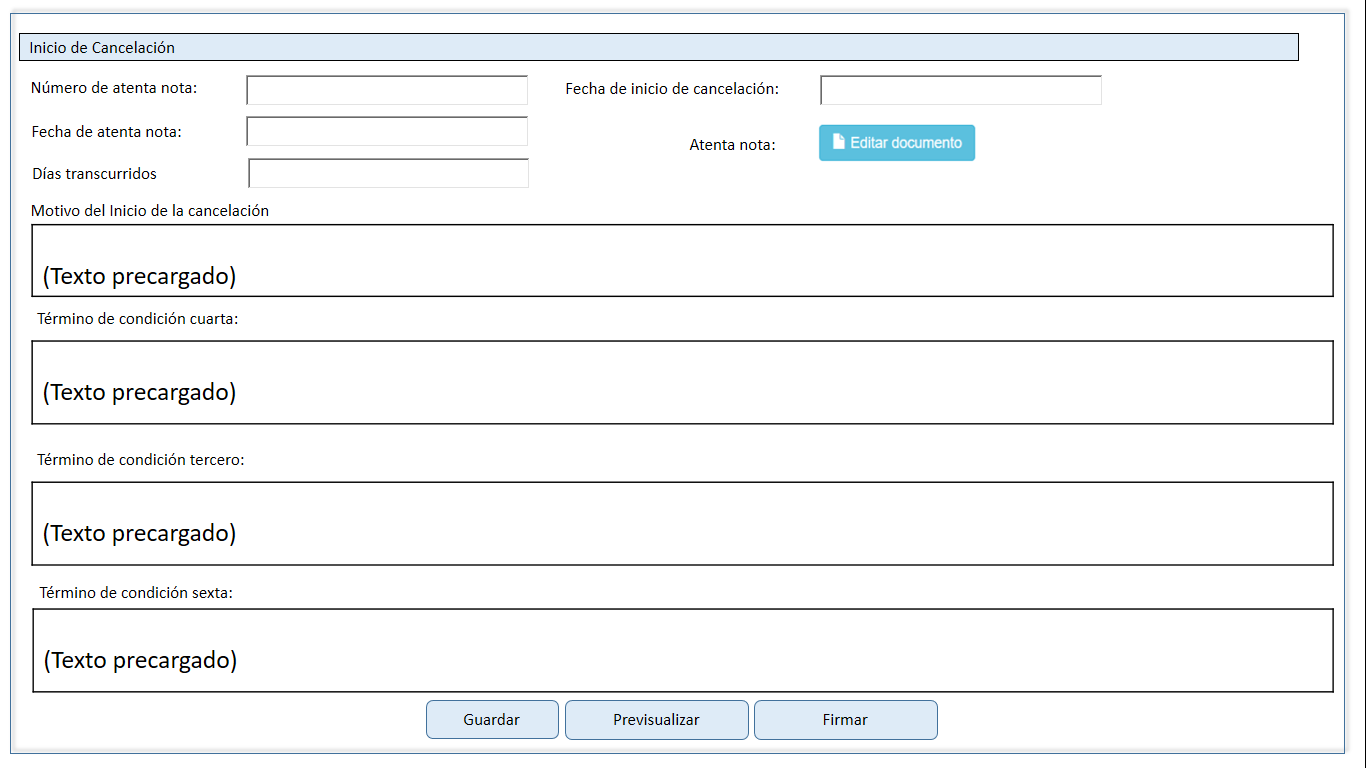 Inicio de Cancelación
Número de atenta nota:
Fecha de inicio de cancelación:
Fecha de atenta nota:
Atenta nota:
Editar documento
Días transcurridos
Motivo del Inicio de la cancelación
(Texto precargado)
Término de condición cuarta:
(Texto precargado)
Término de condición tercero:
(Texto precargado)
Término de condición sexta:
(Texto precargado)
Guardar
Previsualizar
Firmar